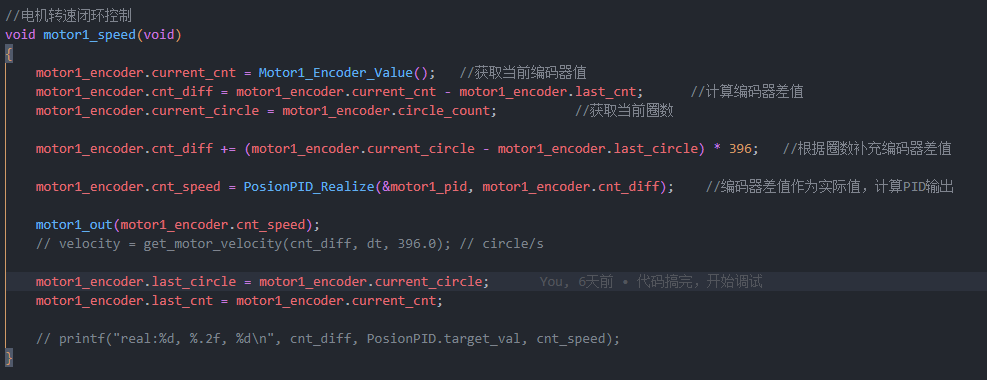 //电机转速闭环控制
void motor1_speed(void)
{
motor1_encoder.current_cnt = Motor1_Encoder_Value(); //获取当前编码器值
motor1_encoder.cnt_diff = motor1_encoder.current_cnt - motor1_encoder.last_cnt; //计算编码器差值
motor1_encoder.current_circle = motor1_encoder.circle_count; //获取当前圈数
motor1_encoder.cnt_diff += (motor1_encoder.current_circle - motor1_encoder.last_circle) * 396; //根据圈数补充编码器差值
motor1_encoder.cnt_speed = PosionPID_Realize(&motor1_pid, motor1_encoder.cnt_diff); //编码器差值作为实际值，计算PID输出
motor1_out(motor1_encoder.cnt_speed);
// velocity = get_motor_velocity(cnt_diff, dt, 396.0); // circle/s
motor1_encoder.last_circle = motor1_encoder.current_circle; You, 6天前 • 代码搞完，开始调试
motor1_encoder.last_cnt = motor1_encoder.current_cnt;
// printf("real:%d, %.2f, %d\n", cnt_diff, PosionPID.target_val, cnt_speed);
}